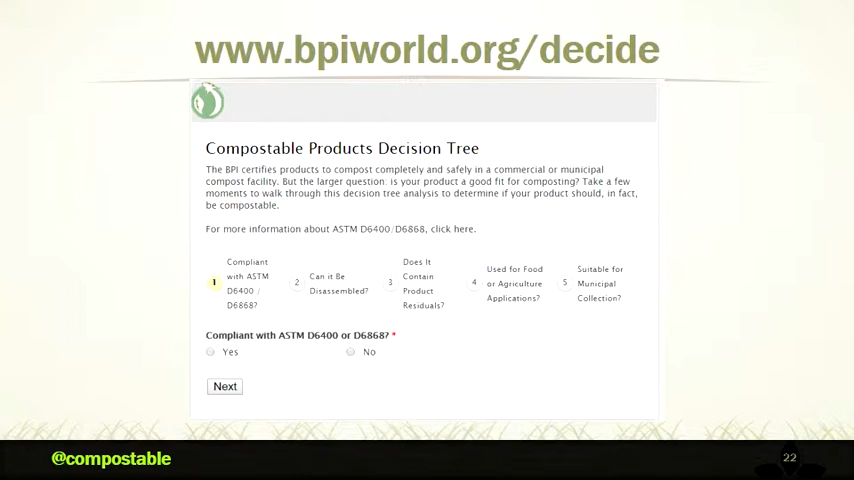 www.bpiworld.org/decide
Compostable Products Decision Tree
The BPI certifies products to compost completely and safely in a commercial or municipal
compost facility. But the larger question: is your product a good fit for composting? Take a few
moments to walk through this decision tree analysis to determine if your product should, in fact,
be compostable.
For more information about ASTM D6400/D6868, click here.
1
Compliant
with ASTM
D6400 /
D6868?
2
Can it Be
Disassembled?
3
Does It
Contain
Product
Residuals?
4
Used for Food
or Agriculture
Applications?
5
Suitable for
Municipal
Collection?
Compliant with ASTM D6400 or D6868? *
Yes
No
Next
@compostable
22